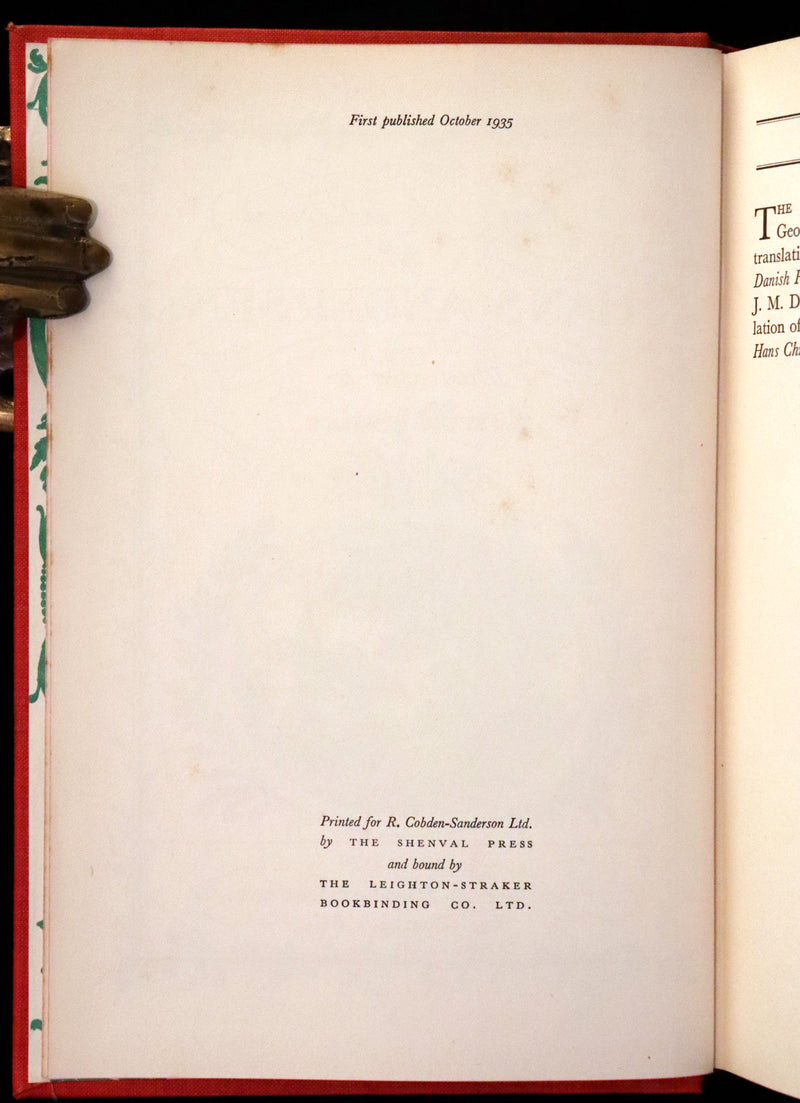 First published October 1935
Printed for R. Cobden-Sanderson Ltd.
by THE SHENVAL PRESS
and bound by
THE LEIGHTON-STRAKER
BOOKBINDING CO. LTD.
THE
Geo
translati
Danish
J. M. D
lation of
Hans Ch